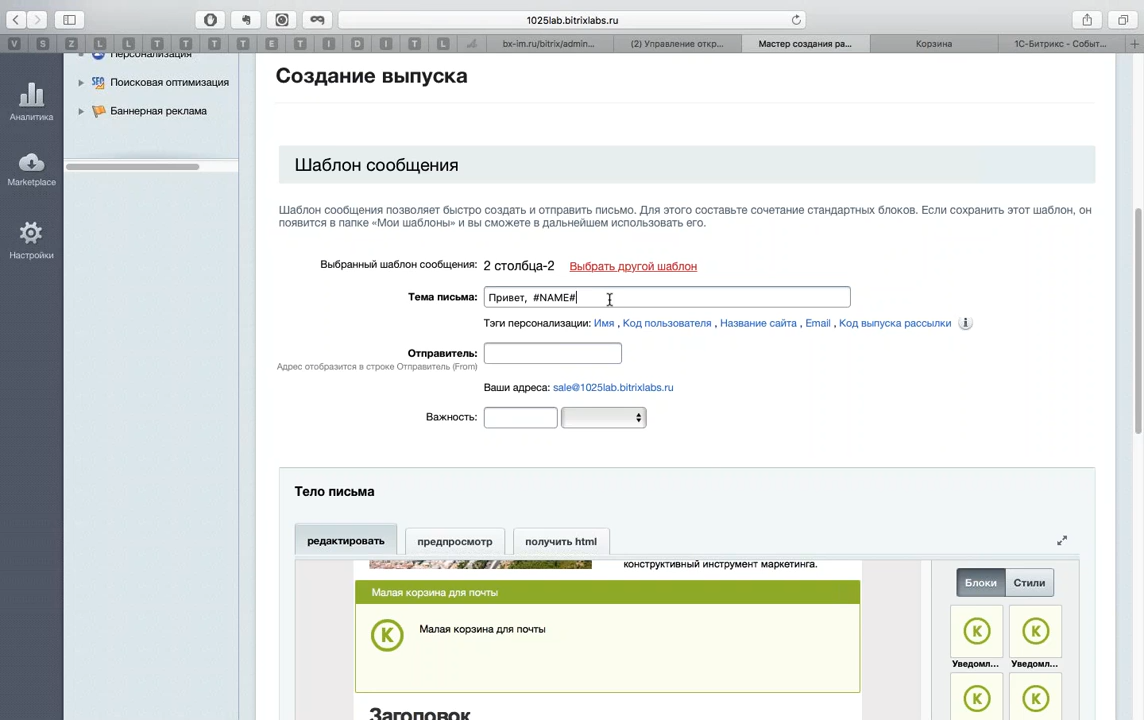 1025lab.bitrixlabs.ru
V S Z L L T T T T E T I D I T L
bx-im.ru/bitrix/admin...
(2) Управление откр...
Мастер создания ра...
Корзина
1С-Битрикс - Событ...
Аналитика
Marketplace
Настройки
Персонализация
Поисковая оптимизация
Баннерная реклама
Создание выпуска
Шаблон сообщения
Шаблон сообщения позволяет быстро создать и отправить письмо. Для этого составьте сочетание стандартных блоков. Если сохранить этот шаблон, он
появится в папке «Мои шаблоны» и вы сможете в дальнейшем использовать его.
Выбранный шаблон сообщения: 2 столбца-2 Выбрать другой шаблон
Тема письма: Привет, #NAME#
Тэги персонализации: Имя , Код пользователя , Название сайта , Email , Код выпуска рассылки
Отправитель:
Адрес отобразится в строке Отправитель (From)
Ваши адреса: sale@1025lab.bitrixlabs.ru
Важность:
Тело письма
редактировать предпросмотр получить html
конструктивный инструмент маркетинга.
Малая корзина для почты
К Малая корзина для почты
Заголовок
Блоки Стили
К К
Уведомл... Уведомл...
К К